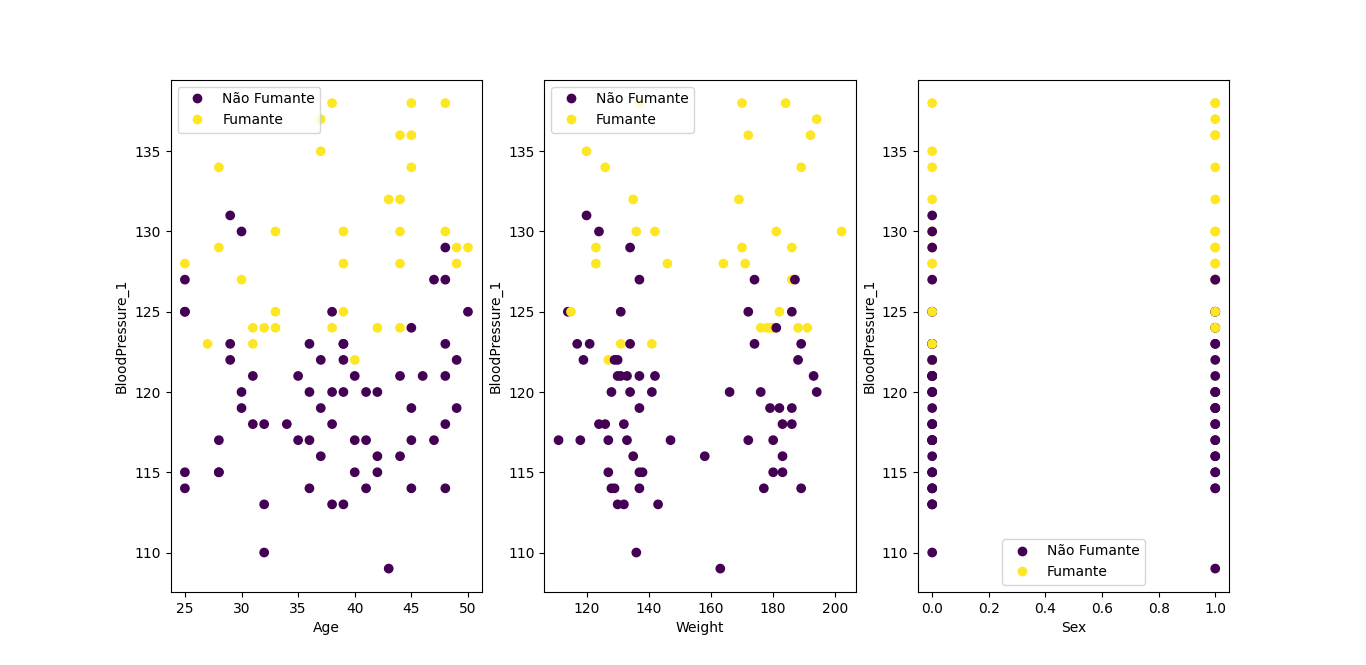 Não Fumante
Fumante
BloodPressure_1
135
130
125
120
115
110
25 30 35 40 45 50
Age
Não Fumante
Fumante
BloodPressure_1
135
130
125
120
115
110
120 140 160 180 200
Weight
BloodPressure_1
135
130
125
120
115
110
Não Fumante
Fumante
0.0 0.2 0.4 0.6 0.8 1.0
Sex